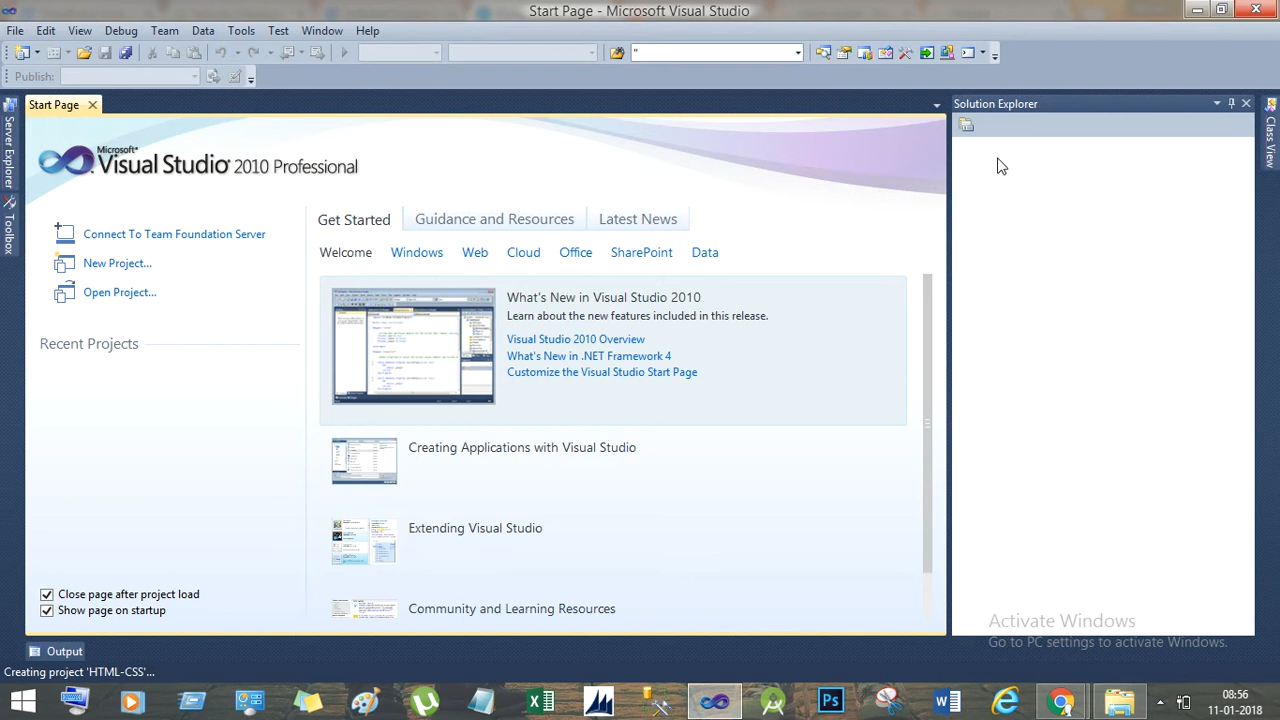 Start Page - Microsoft Visual Studio
File Edit View Debug Team Data Tools Test Window Help
"
Publish:
Start Page
Solution Explorer
Server Explorer
Toolbox
Class View
Microsoft®
Visual Studio® 2010 Professional
Connect To Team Foundation Server
New Project...
Open Project...
Recent Projects
Get Started Guidance and Resources Latest News
Welcome Windows Web Cloud Office SharePoint Data
What's new in Visual Studio 2010
Learn about the new features included in this release.
Visual Studio 2010 Overview
What's New in .NET Framework 4
Customize the Visual Studio Start Page
Creating Applications with Visual Studio
Extending Visual Studio
Community and Learning Resources
Close page after project load
Show page on startup
Activate Windows
Go to PC settings to activate Windows.
Output
Creating project 'HTML-CSS'...
Ps
08:56
11-01-2018